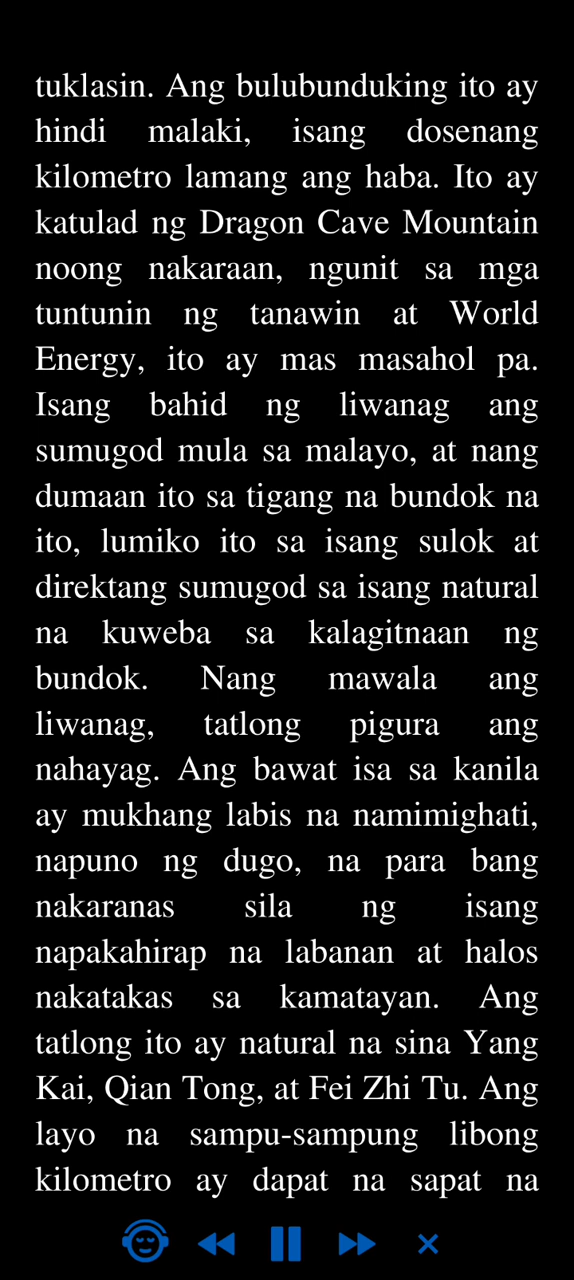 tuklasin. Ang bulubunduking ito ay
hindi malaki, isang dosenang
kilometro lamang ang haba. Ito ay
katulad ng Dragon Cave Mountain
noong nakaraan, ngunit sa mga
tuntunin ng tanawin at World
Energy, ito ay mas masahol pa.
Isang bahid ng liwanag ang
sumugod mula sa malayo, at nang
dumaan ito sa tigang na bundok na
ito, lumiko ito sa isang sulok at
direktang sumugod sa isang natural
na kuweba sa kalagitnaan ng
bundok. Nang mawala ang
liwanag, tatlong pigura ang
nahayag. Ang bawat isa sa kanila
ay mukhang labis na namimighati,
napuno ng dugo, na para bang
nakaranas sila ng isang
napakahirap na labanan at halos
nakatakas sa kamatayan. Ang
tatlong ito ay natural na sina Yang
Kai, Qian Tong, at Fei Zhi Tu. Ang
layo na sampu-sampung libong
kilometro ay dapat na sapat na